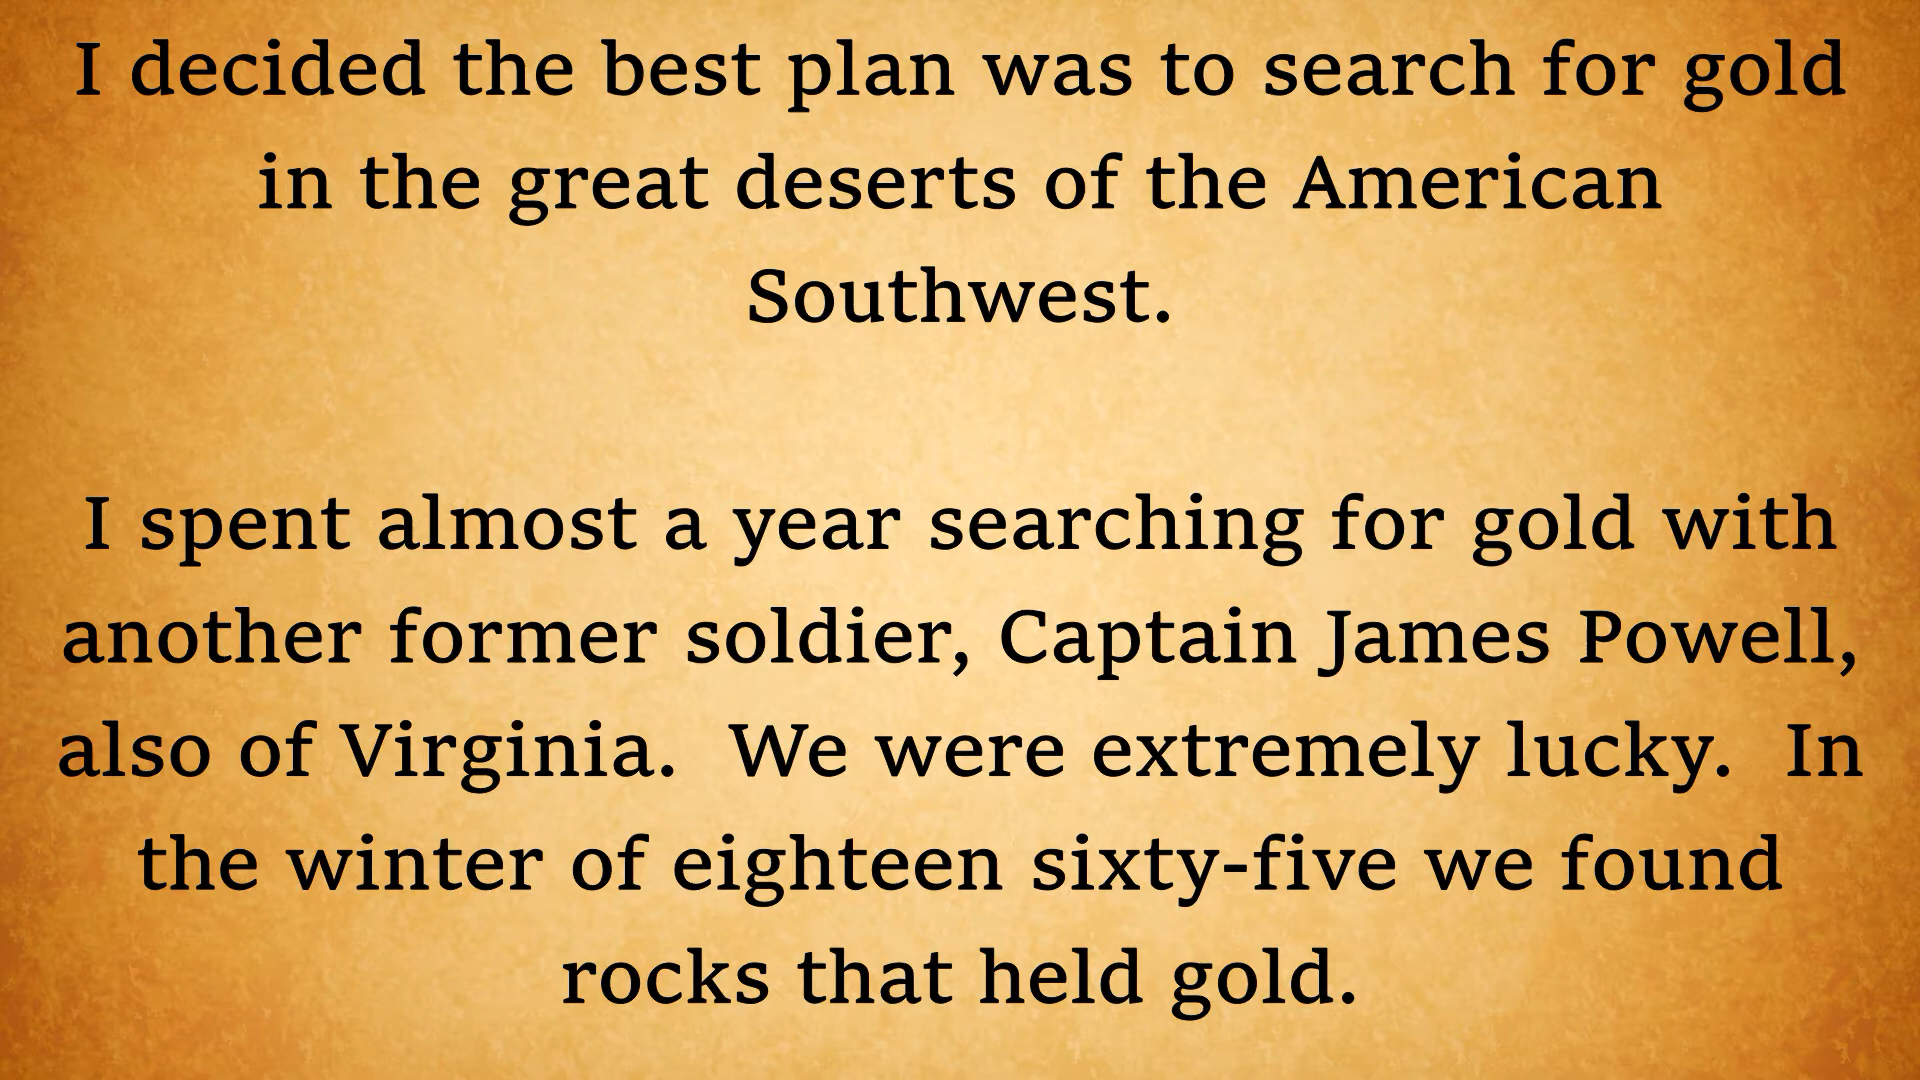 I decided the best plan was to search for gold
in the great deserts of the American
Southwest.
I spent almost a year searching for gold with
another former soldier, Captain James Powell,
also of Virginia.  We were extremely lucky.  In
the winter of eighteen sixty-five we found
rocks that held gold.